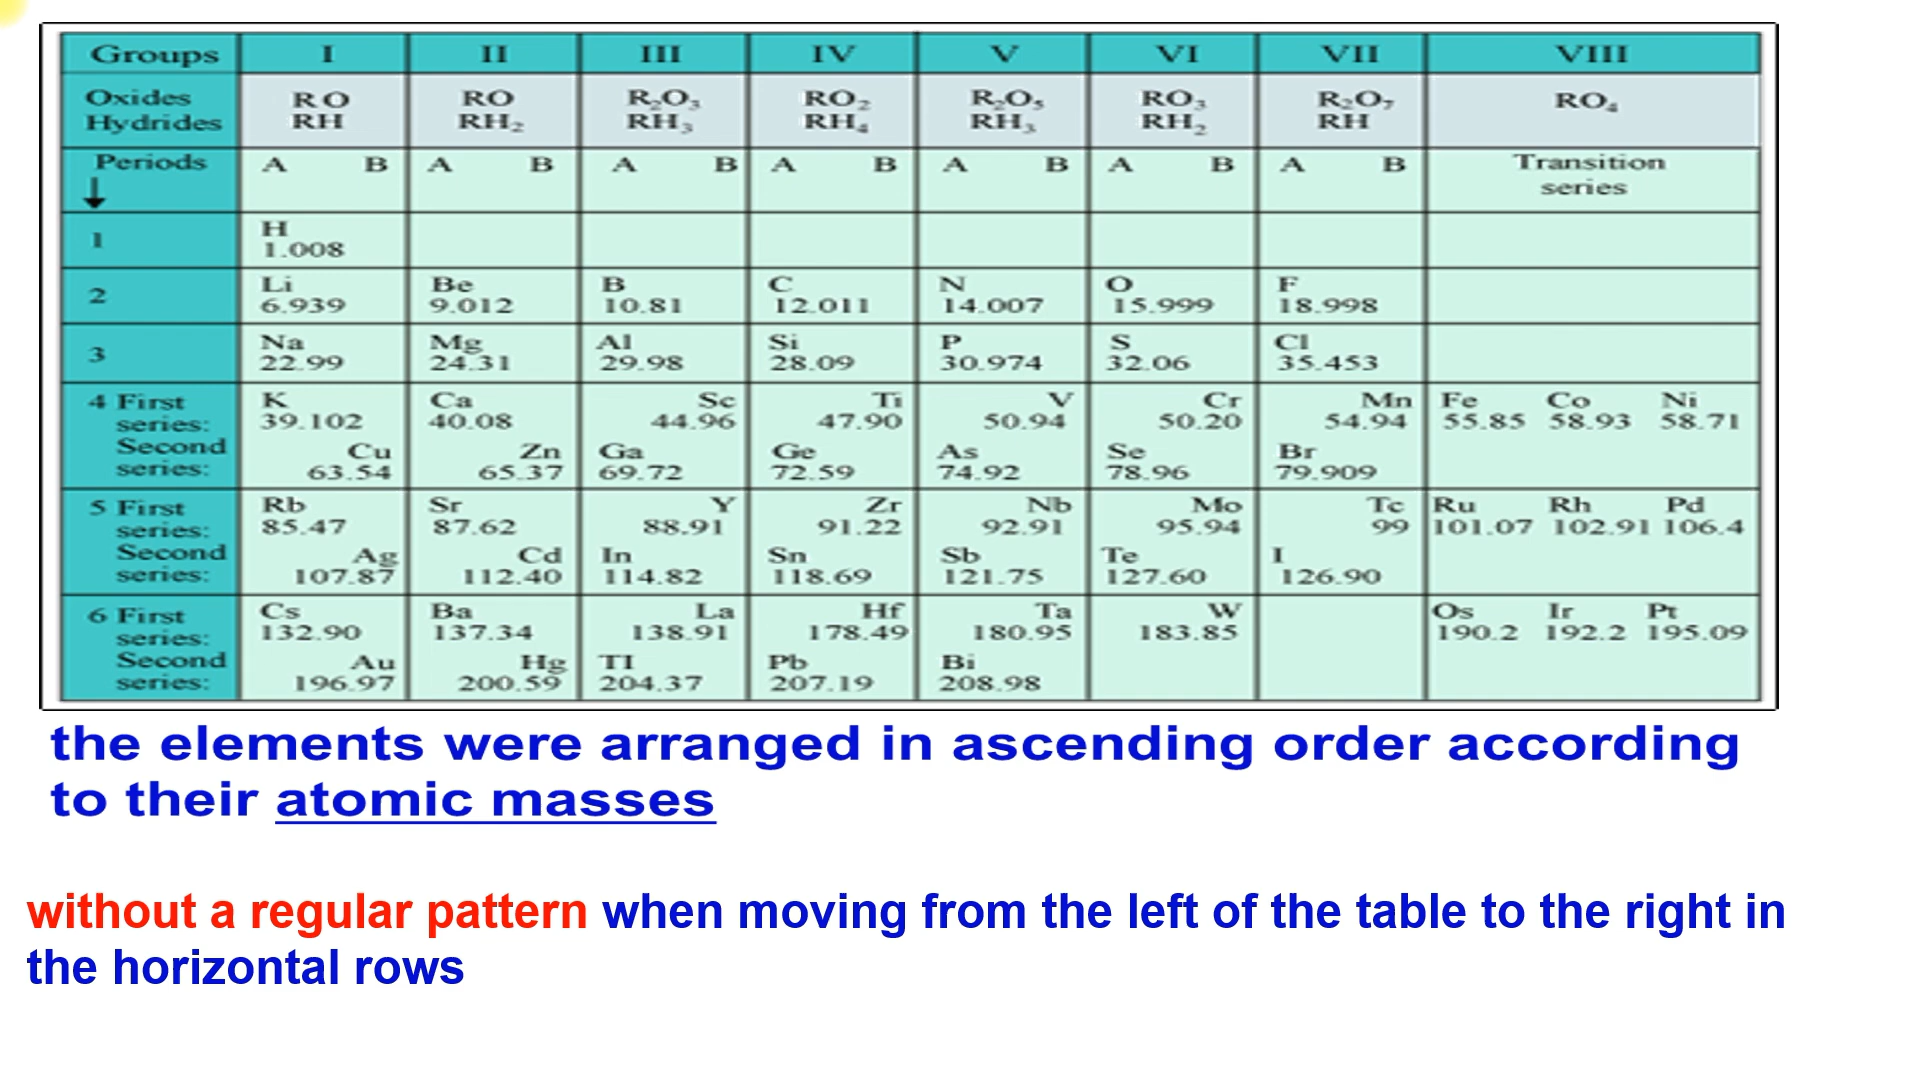 Groups I II III IV V VI VII VIII
Oxides RO RO R₂O₃ RO₂ R₂O₅ RO₃ R₂O₇ RO₄
Hydrides RH RH₂ RH₃ RH₄ RH₃ RH₂ RH
Periods A B A B A B A B A B A B A B Transition
↓ series
1 H
1.008
2 Li Be B C N O F
6.939 9.012 10.81 12.011 14.007 15.999 18.998
3 Na Mg Al Si P S Cl
22.99 24.31 29.98 28.09 30.974 32.06 35.453
4 First K Ca Sc Ti V Cr Mn Fe Co Ni
series: 39.102 40.08 44.96 47.90 50.94 50.20 54.94 55.85 58.93 58.71
Second Cu Zn Ga Ge As Se Br
series: 63.54 65.37 69.72 72.59 74.92 78.96 79.909
5 First Rb Sr Y Zr Nb Mo Tc Ru Rh Pd
series: 85.47 87.62 88.91 91.22 92.91 95.94 99 101.07 102.91 106.4
Second Ag Cd In Sn Sb Te I
series: 107.87 112.40 114.82 118.69 121.75 127.60 126.90
6 First Cs Ba La Hf Ta W Os Ir Pt
series: 132.90 137.34 138.91 178.49 180.95 183.85 190.2 192.2 195.09
Second Au Hg TI Pb Bi
series: 196.97 200.59 204.37 207.19 208.98
the elements were arranged in ascending order according
to their atomic masses
without a regular pattern when moving from the left of the table to the right in
the horizontal rows